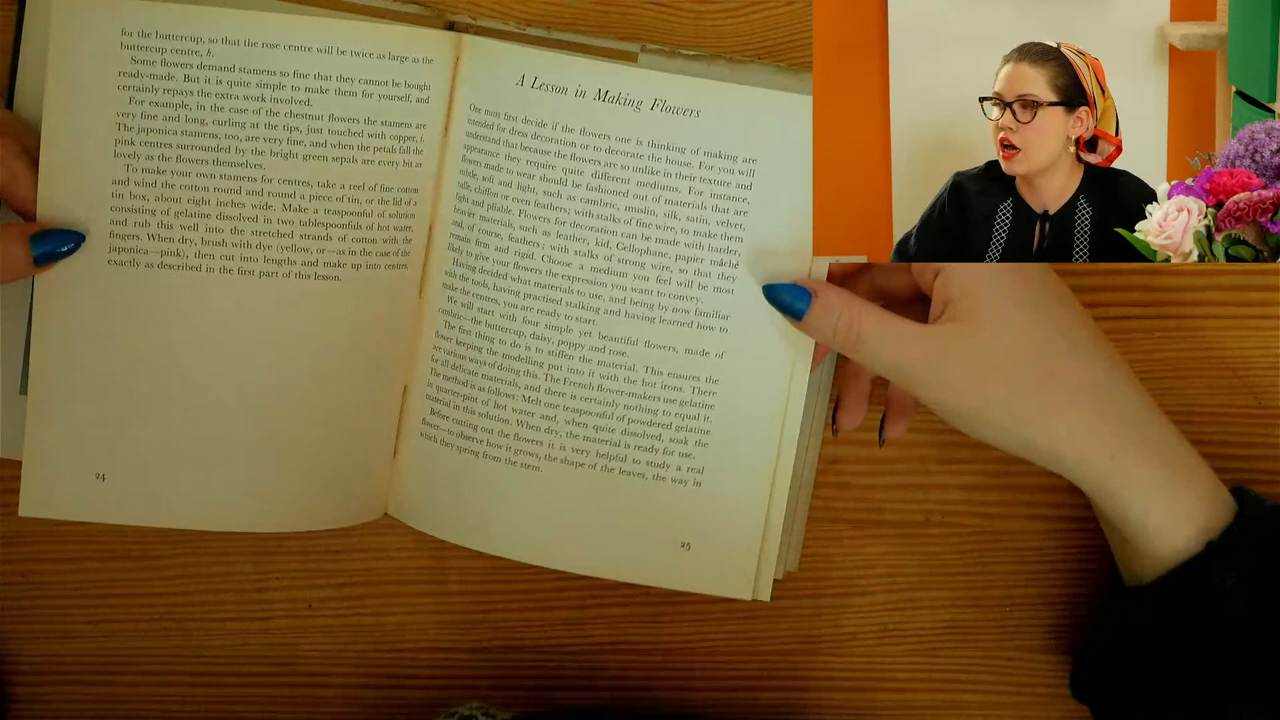 for the buttercup, so that the rose centre will be twice as large as the
buttercup centre, h.
Some flowers demand stamens so fine that they cannot be bought
ready-made. But it is quite simple to make them for yourself, and
certainly repays the extra work involved.
For example, in the case of the chestnut flowers the stamens are
very fine and long, curling at the tips, just touched with copper, i.
The japonica stamens, too, are very fine, and when the petals fall the
pink centres surrounded by the bright green sepals are every bit as
lovely as the flowers themselves.
To make your own stamens for centres, take a reel of fine cotton
and wind the cotton round and round a piece of tin, or the lid of a
tin box, about eight inches wide. Make a teaspoonful of solution
consisting of gelatine dissolved in two tablespoonfuls of hot water,
and rub this well into the stretched strands of cotton with the
fingers. When dry, brush with dye (yellow, or—as in the case of the
japonica—pink), then cut into lengths and make up into centres,
exactly as described in the first part of this lesson.
24
A Lesson in Making Flowers
One must first decide if the flowers one is thinking of making are
intended for dress decoration or to decorate the house. For you will
understand that because the flowers are so unlike in their texture and
appearance they require quite different mediums. For instance,
flowers made to wear should be fashioned out of materials that are
subtle, soft and light, such as cambric, muslin, silk, satin, velvet,
tulle, chiffon or even feathers; with stalks of fine wire, to make them
light and pliable. Flowers for decoration can be made with harder,
heavier materials, such as leather, kid, Cellophane, papier mâché
and, of course, feathers; with stalks of strong wire, so that they
remain firm and rigid. Choose a medium you feel will be most
likely to give your flowers the expression you want to convey.
Having decided what materials to use, and being by now familiar
with the tools, having practised stalking and having learned how to
make the centres, you are ready to start.
We will start with four simple yet beautiful flowers, made of
cambric—the buttercup, daisy, poppy and rose.
The first thing to do is to stiffen the material. This ensures the
flower keeping the modelling put into it with the hot irons. There
are various ways of doing this. The French flower-makers use gelatine
for all delicate materials, and there is certainly nothing to equal it.
The method is as follows: Melt one teaspoonful of powdered gelatine
in quarter-pint of hot water and, when quite dissolved, soak the
material in this solution. When dry, the material is ready for use.
Before cutting out the flowers it is very helpful to study a real
flower—to observe how it grows, the shape of the leaves, the way in
which they spring from the stem.
25